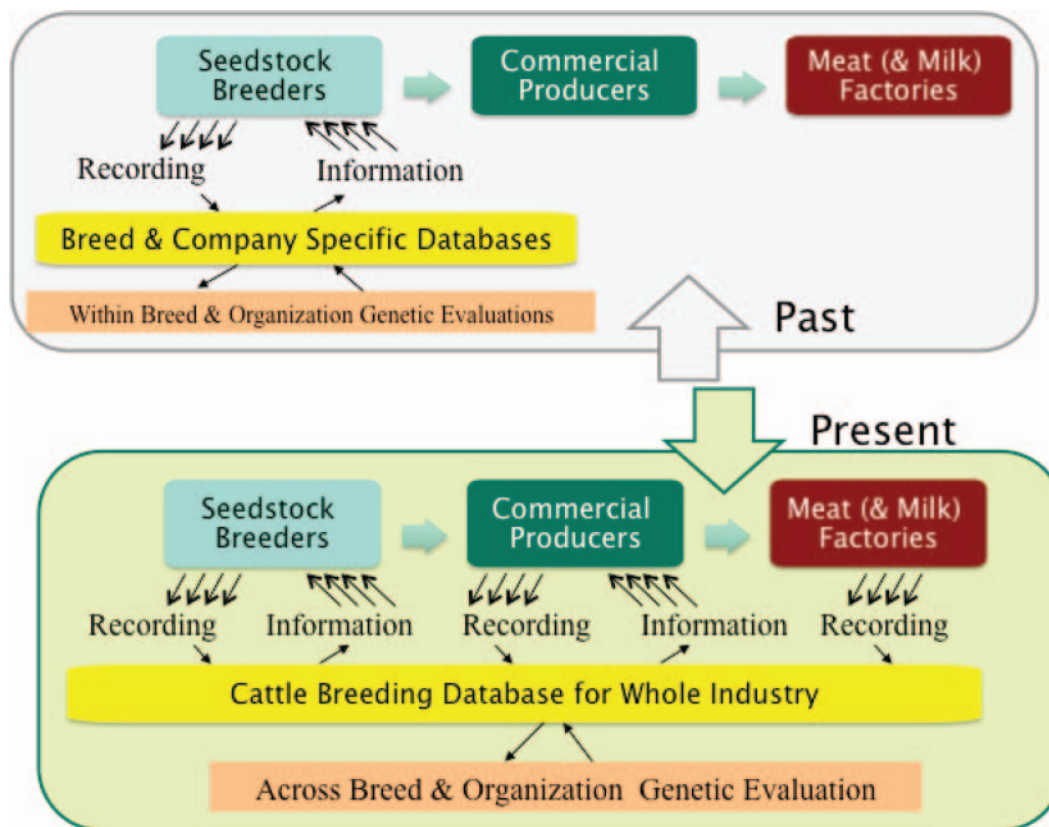 Seedstock
Breeders
Commercial
Producers
Meat (& Milk)
Factories
Recording
Information
Breed & Company Specific Databases
Within Breed & Organization Genetic Evaluations
Past
Present
Seedstock
Breeders
Commercial
Producers
Meat (& Milk)
Factories
Recording
Information
Recording
Information
Recording
Cattle Breeding Database for Whole Industry
Across Breed & Organization Genetic Evaluation